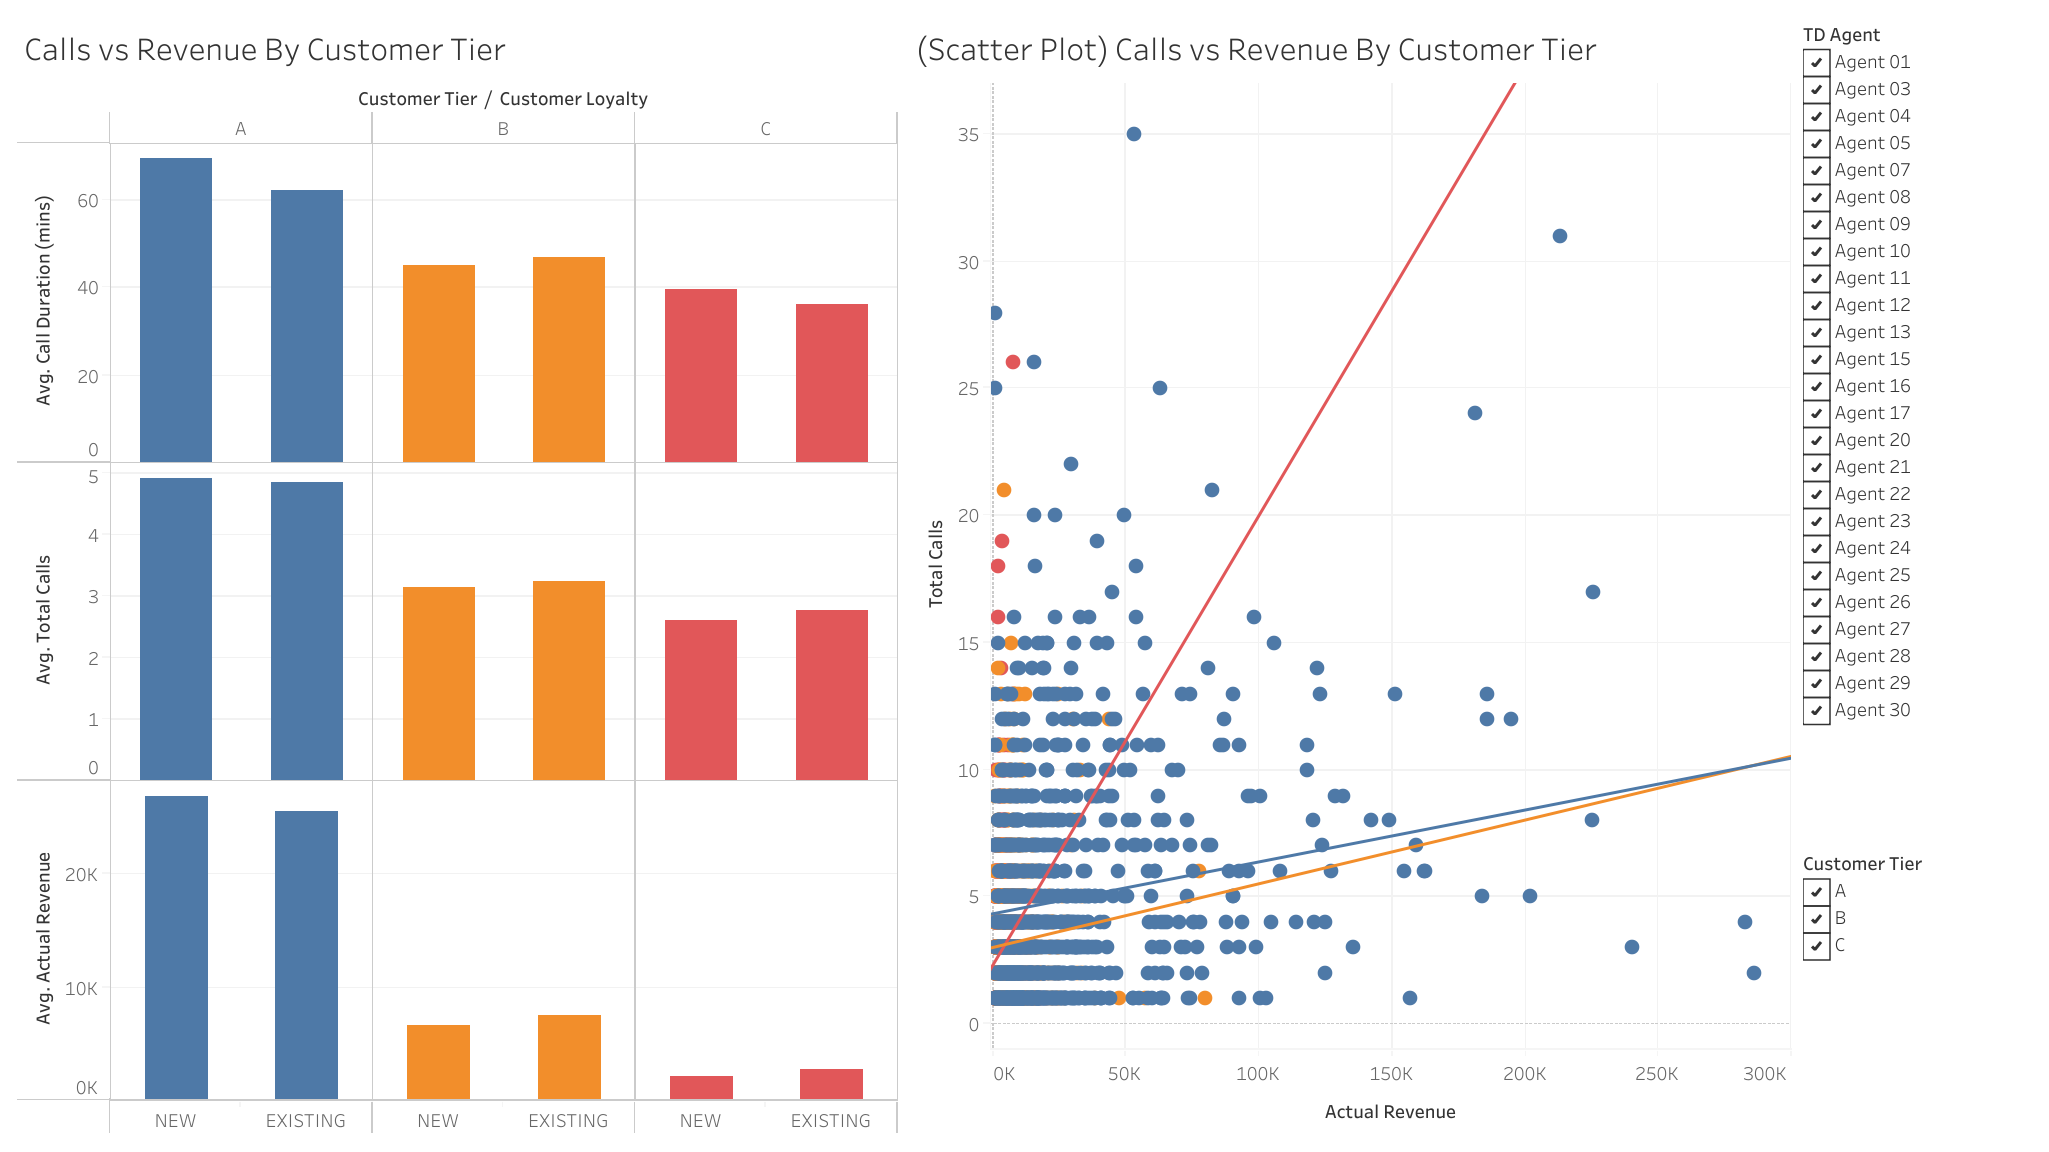 Calls vs Revenue By Customer Tier
Customer Tier / Customer Loyalty
A B C
Avg. Call Duration (mins)
60
40
20
0
Avg. Total Calls
5
4
3
2
1
0
Avg. Actual Revenue
20K
10K
0K
NEW EXISTING NEW EXISTING NEW EXISTING
(Scatter Plot) Calls vs Revenue By Customer Tier
Total Calls
35
30
25
20
15
10
5
0
0K 50K 100K 150K 200K 250K 300K
Actual Revenue
TD Agent
Agent 01
Agent 03
Agent 04
Agent 05
Agent 07
Agent 08
Agent 09
Agent 10
Agent 11
Agent 12
Agent 13
Agent 15
Agent 16
Agent 17
Agent 20
Agent 21
Agent 22
Agent 23
Agent 24
Agent 25
Agent 26
Agent 27
Agent 28
Agent 29
Agent 30
Customer Tier
A
B
C